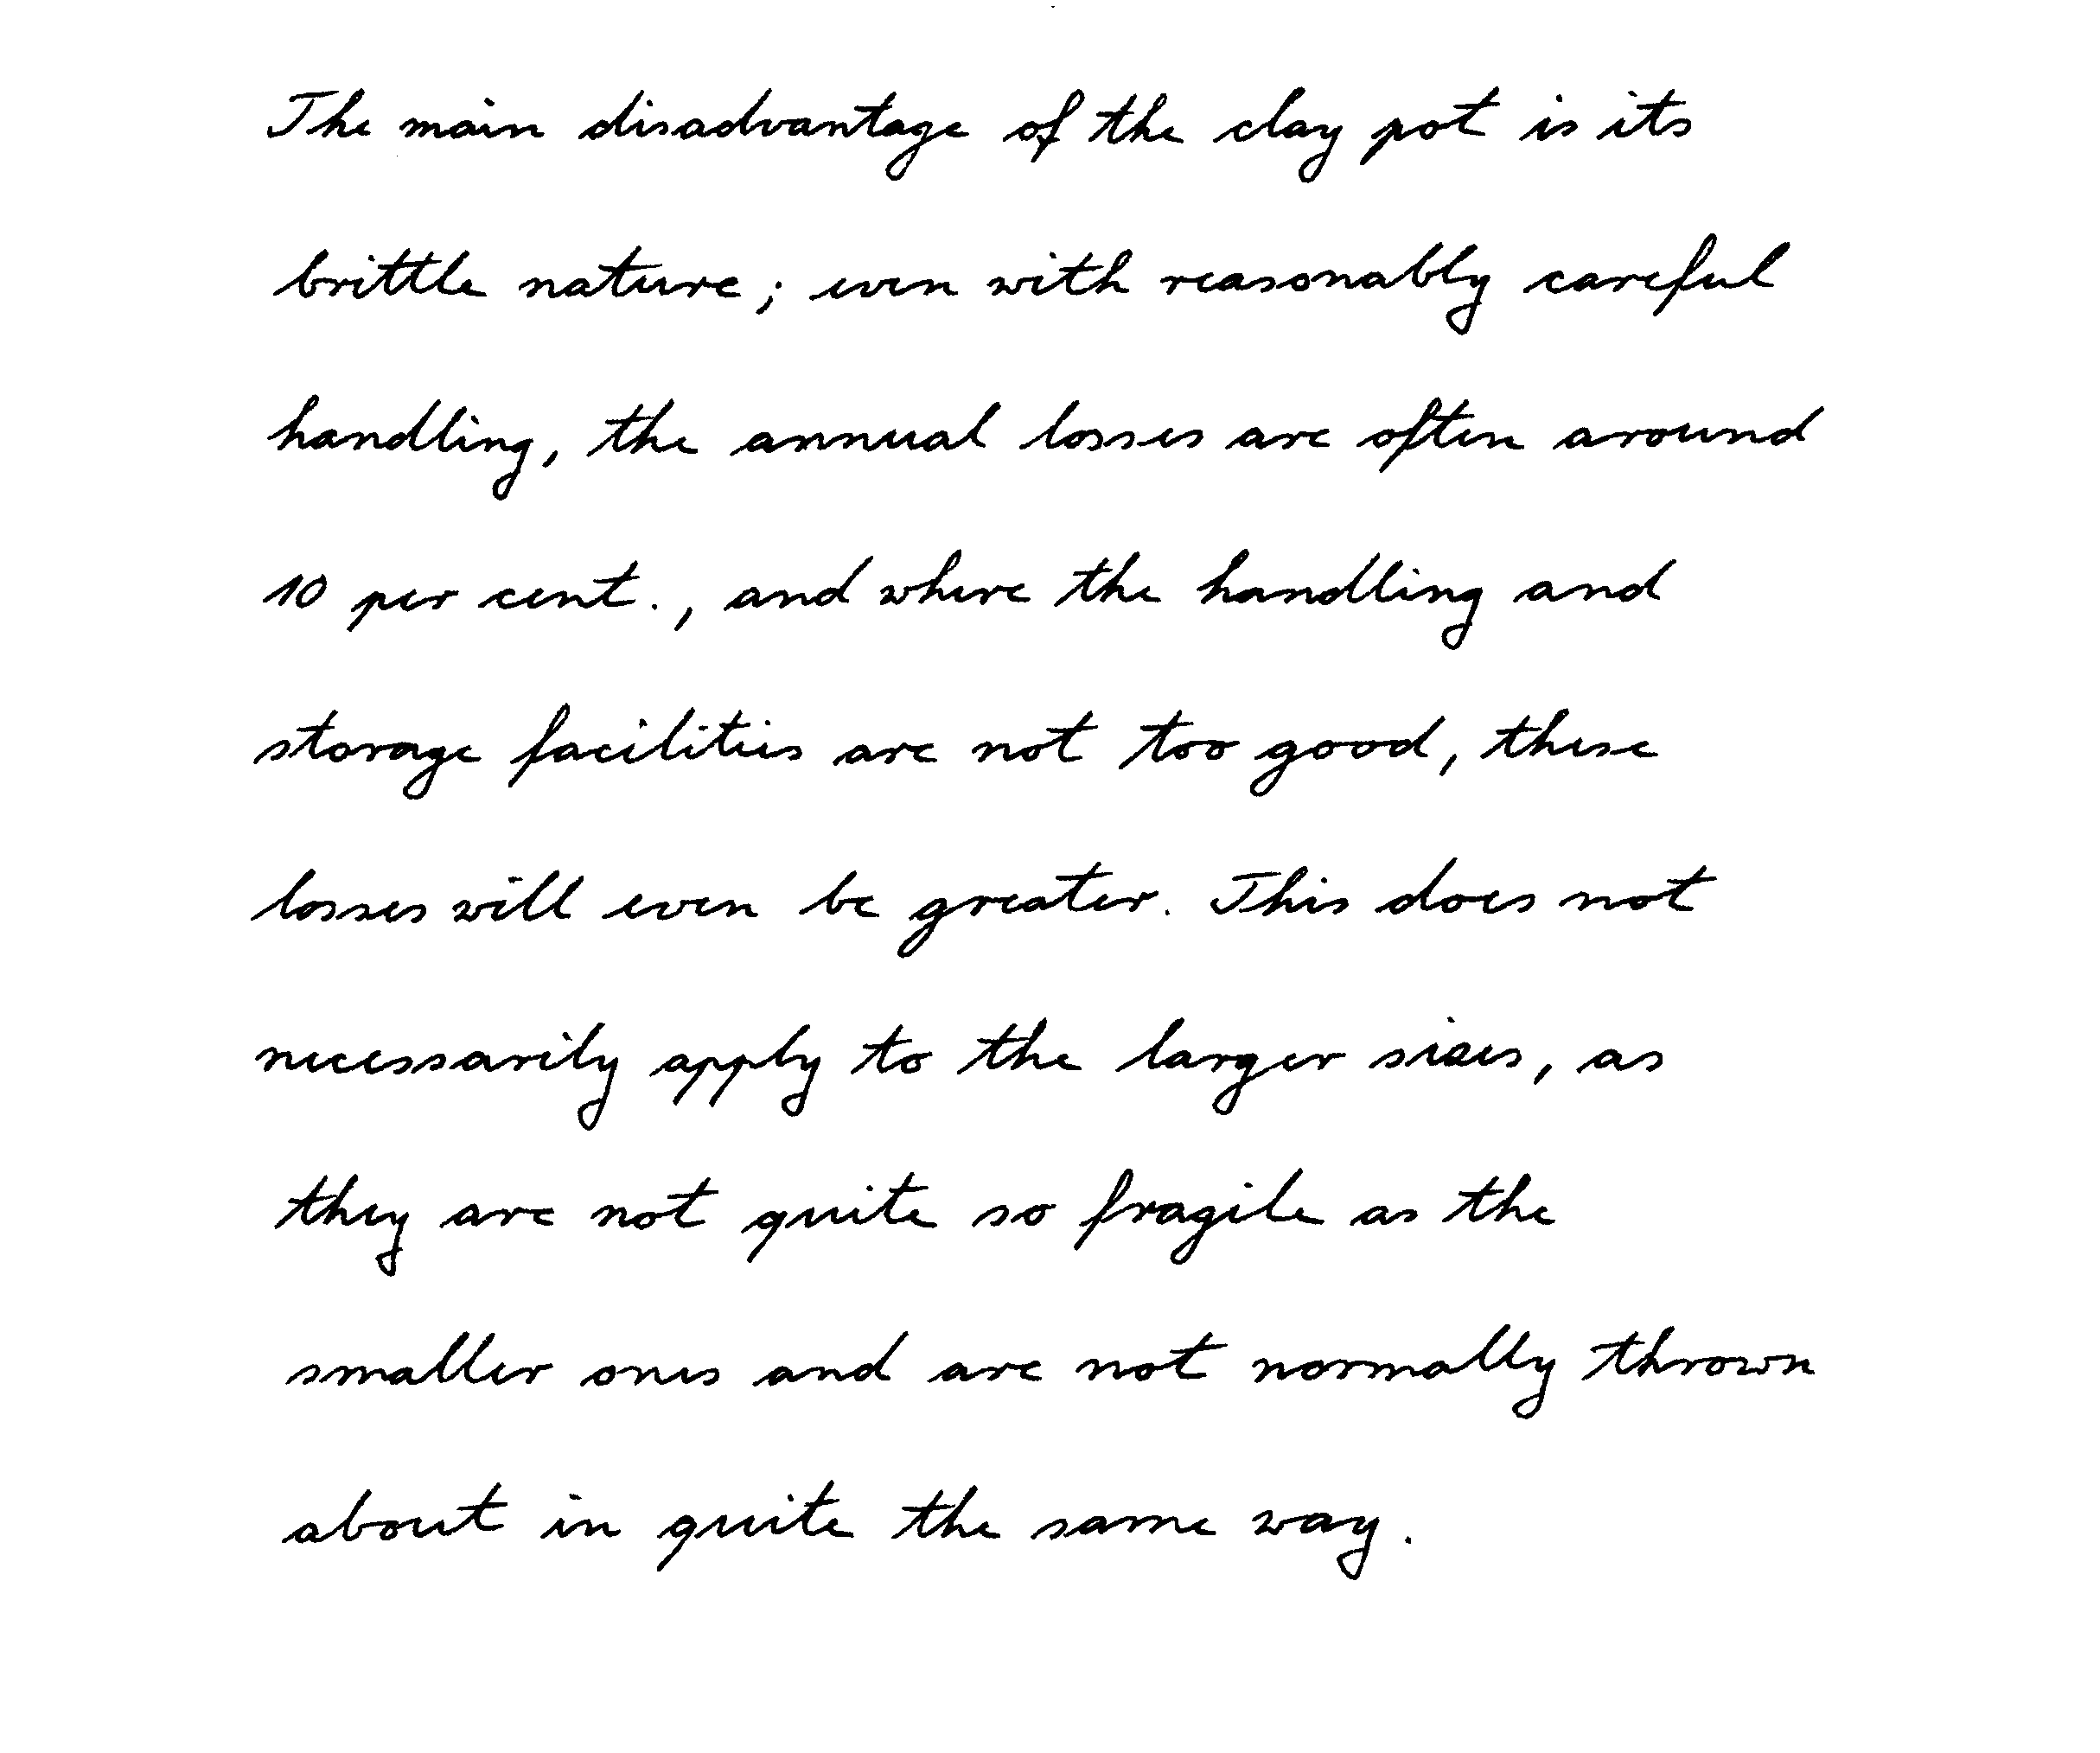 The main disadvantage of the clay pot is its
brittle nature; even with reasonably careful
handling, the annual losses are often around
10 per cent., and where the handling and
storage facilities are not too good, these
losses will even be greater. This does not
necessarily apply to the larger sizes, as
they are not quite so fragile as the
smaller ones and are not normally thrown
about in quite the same way.